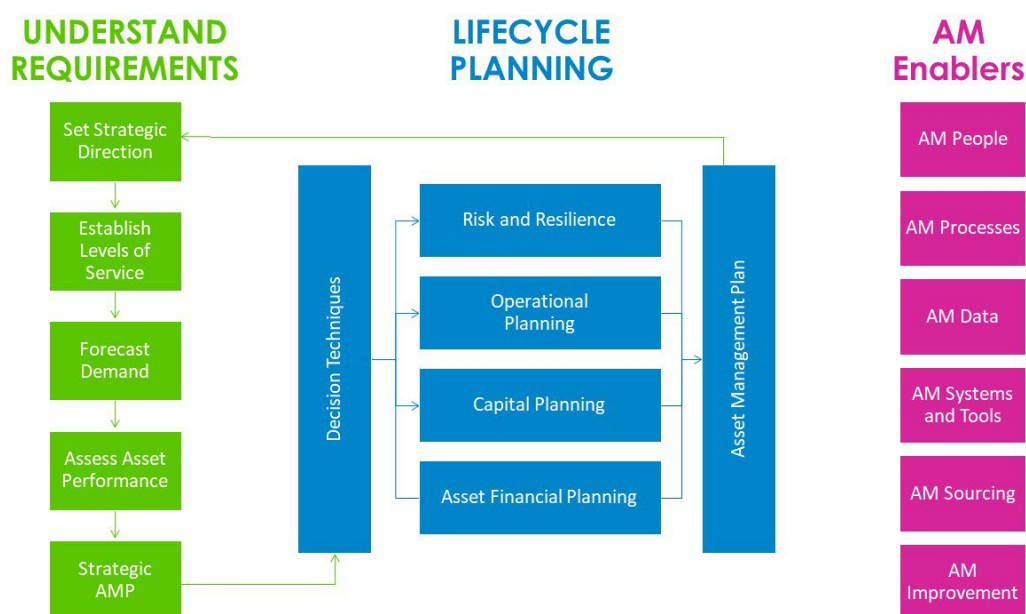 UNDERSTAND
REQUIREMENTS
Set Strategic
Direction
Establish
Levels of
Service
Forecast
Demand
Assess Asset
Performance
Strategic
AMP
LIFECYCLE
PLANNING
Decision Techniques
Risk and Resilience
Operational
Planning
Capital Planning
Asset Financial Planning
Asset Management Plan
AM
Enablers
AM People
AM Processes
AM Data
AM Systems
and Tools
AM Sourcing
AM
Improvement